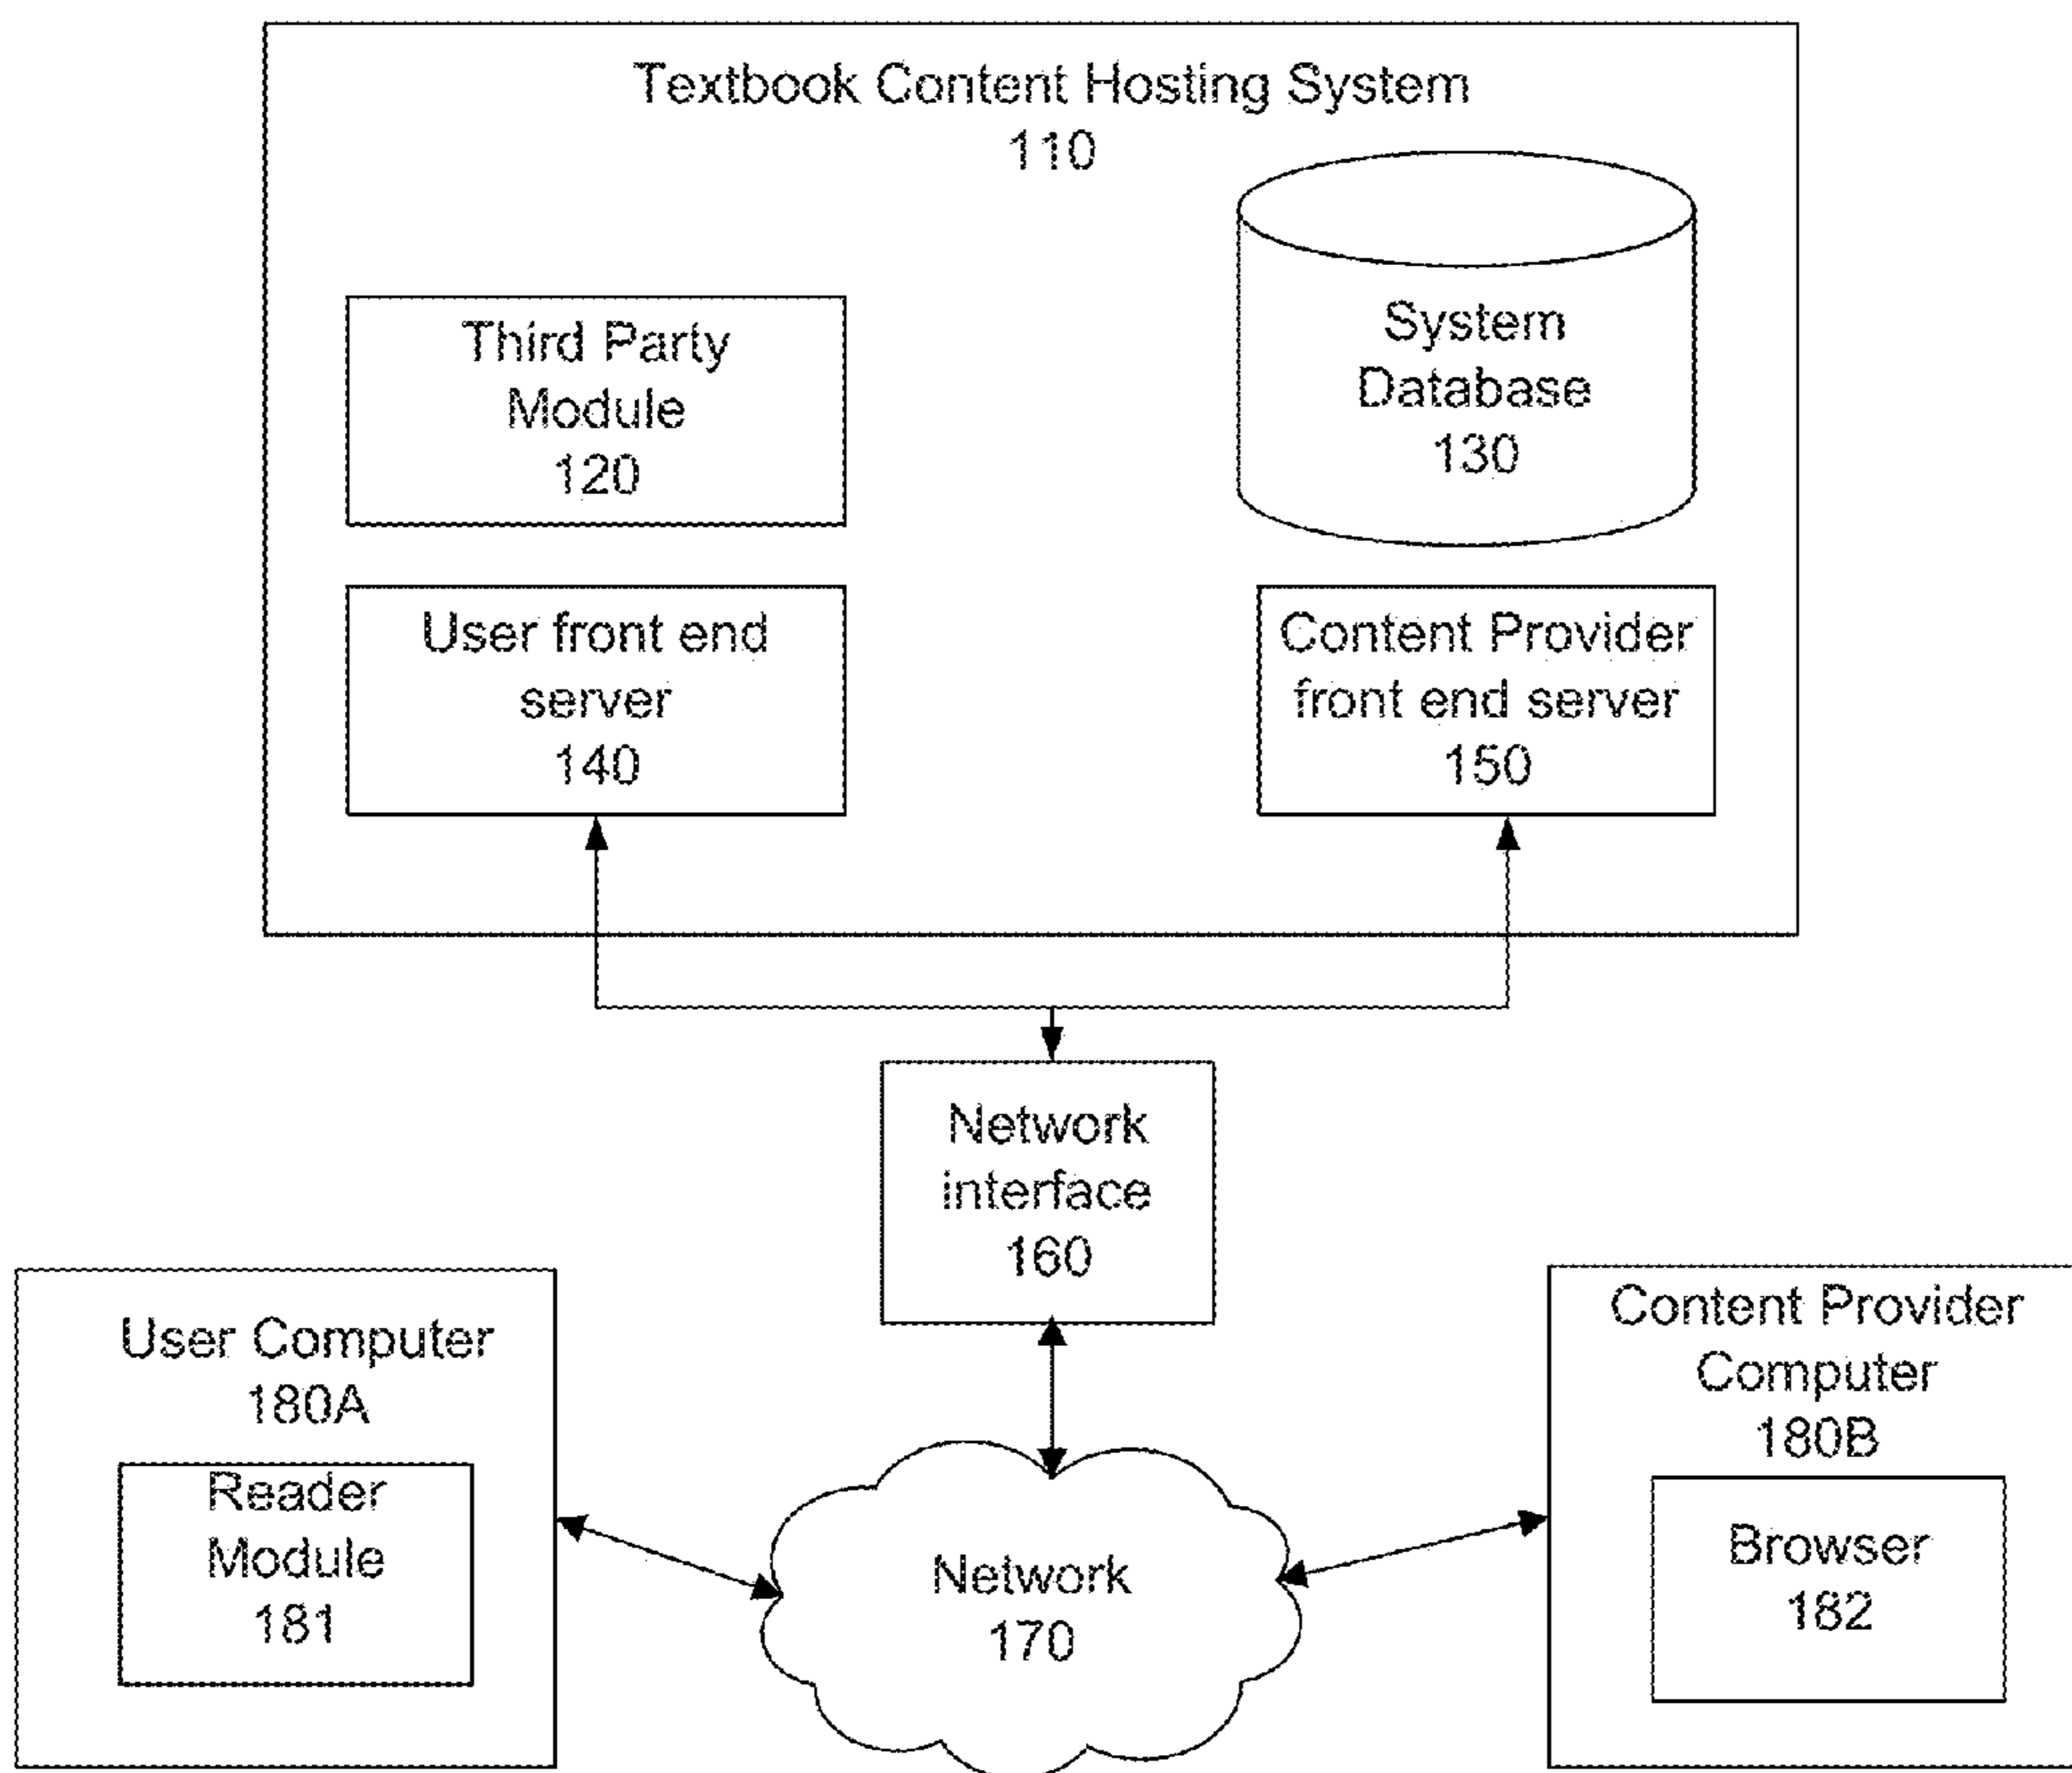 Textbook Content Hosting System
110
Third Party
Module
120
System
Database
130
User front end
server
140
Content Provider
front end server
150
Network
interface
160
User Computer
180A
Reader
Module
181
Network
170
Content Provider
Computer
180B
Browser
182